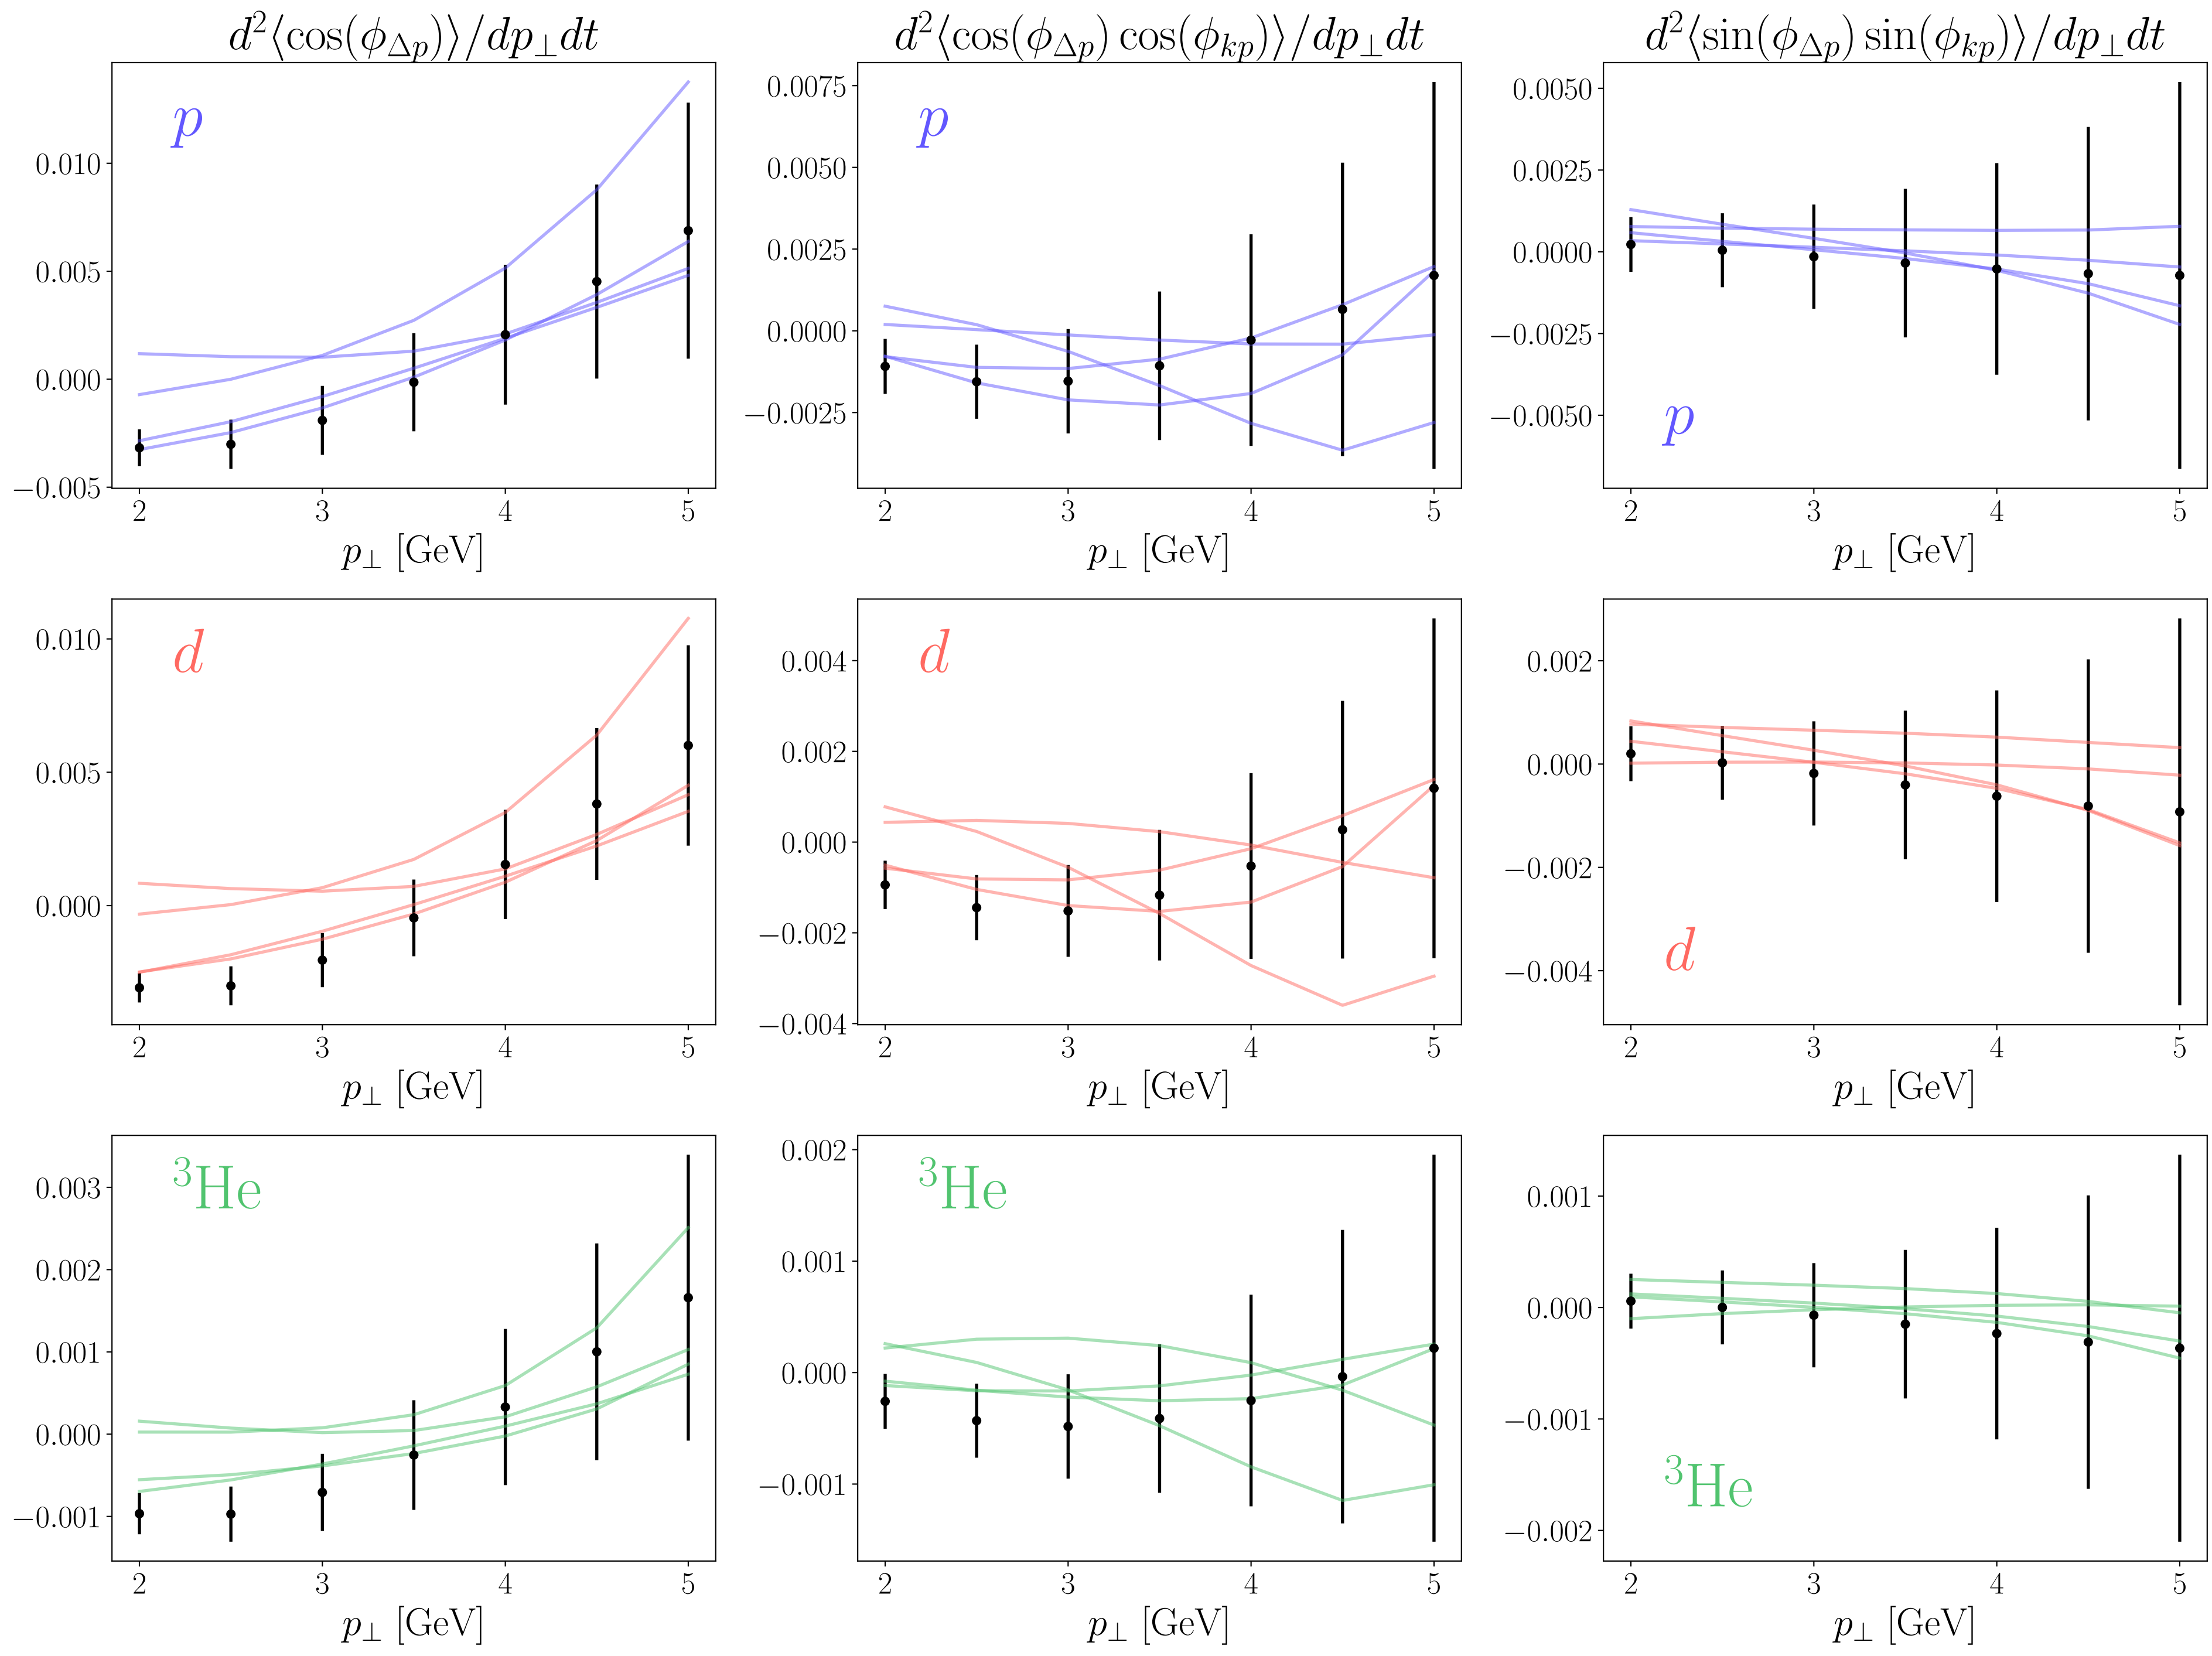 d²⟨cos(ϕ_Δp)⟩/dp⊥dt
p
0.010
0.005
0.000
−0.005
2 3 4 5
p⊥ [GeV]
d²⟨cos(ϕ_Δp) cos(ϕ_kp)⟩/dp⊥dt
p
0.0075
0.0050
0.0025
0.0000
−0.0025
2 3 4 5
p⊥ [GeV]
d²⟨sin(ϕ_Δp) sin(ϕ_kp)⟩/dp⊥dt
0.0050
0.0025
0.0000
−0.0025
−0.0050
p
2 3 4 5
p⊥ [GeV]
d
0.010
0.005
0.000
2 3 4 5
p⊥ [GeV]
d
0.004
0.002
0.000
−0.002
−0.004
2 3 4 5
p⊥ [GeV]
0.002
0.000
−0.002
−0.004
d
2 3 4 5
p⊥ [GeV]
³He
0.003
0.002
0.001
0.000
−0.001
2 3 4 5
p⊥ [GeV]
³He
0.002
0.001
0.000
−0.001
2 3 4 5
p⊥ [GeV]
0.001
0.000
−0.001
−0.002
³He
2 3 4 5
p⊥ [GeV]